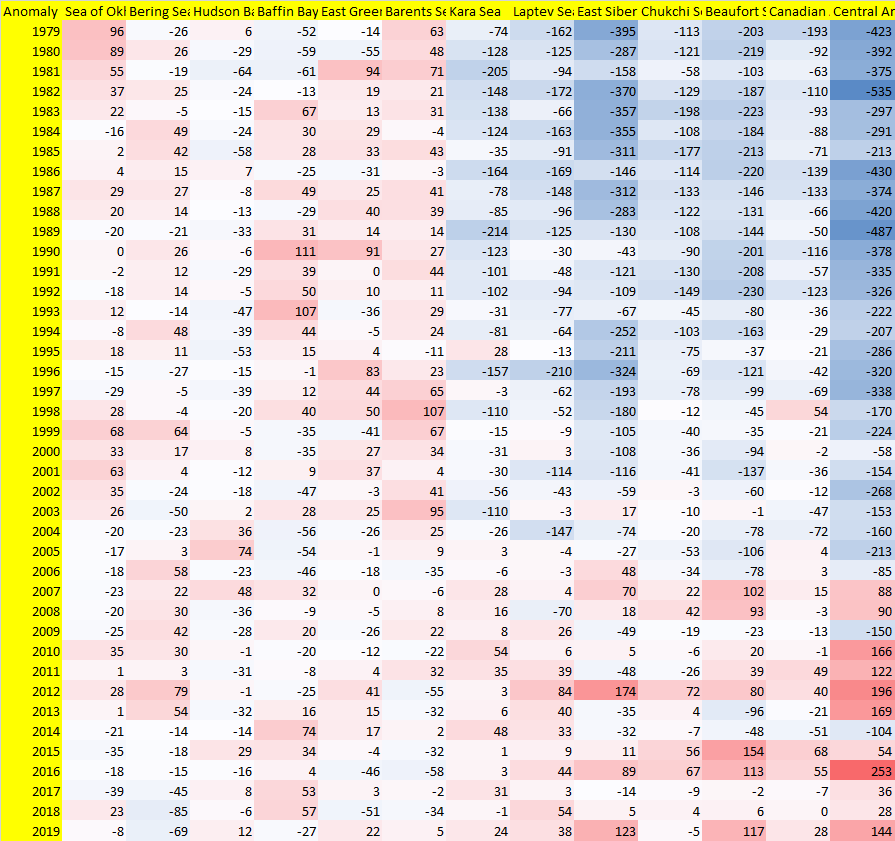 Anomaly Sea of Okl Bering Sea Hudson Ba Baffin Bay East Green Barents Se Kara Sea Laptev Sea East Siber Chukchi S Beaufort S Canadian Central Ar
1979 96 -26 6 -52 -14 63 -74 -162 -395 -113 -203 -193 -423
1980 89 26 -29 -59 -55 48 -128 -125 -287 -121 -219 -92 -392
1981 55 -19 -64 -61 94 71 -205 -94 -158 -58 -103 -63 -375
1982 37 25 -24 -13 19 21 -148 -172 -370 -129 -187 -110 -535
1983 22 -5 -15 67 13 31 -138 -66 -357 -198 -223 -93 -297
1984 -16 49 -24 30 29 -4 -124 -163 -355 -108 -184 -88 -291
1985 2 42 -58 28 33 43 -35 -91 -311 -177 -213 -71 -213
1986 4 15 7 -25 -31 -3 -164 -169 -146 -114 -220 -139 -430
1987 29 27 -8 49 25 41 -78 -148 -312 -133 -146 -133 -374
1988 20 14 -13 -29 40 39 -85 -96 -283 -122 -131 -66 -420
1989 -20 -21 -33 31 14 14 -214 -125 -130 -108 -144 -50 -487
1990 0 26 -6 111 91 27 -123 -30 -43 -90 -201 -116 -378
1991 -2 12 -29 39 0 44 -101 -48 -121 -130 -208 -57 -335
1992 -18 14 -5 50 10 11 -102 -94 -109 -149 -230 -123 -326
1993 12 -14 -47 107 -36 29 -31 -77 -67 -45 -80 -36 -222
1994 -8 48 -39 44 -5 24 -81 -64 -252 -103 -163 -29 -207
1995 18 11 -53 15 4 -11 28 -13 -211 -75 -37 -21 -286
1996 -15 -27 -15 -1 83 23 -157 -210 -324 -69 -121 -42 -320
1997 -29 -5 -39 12 44 65 -3 -62 -193 -78 -99 -69 -338
1998 28 -4 -20 40 50 107 -110 -52 -180 -12 -45 54 -170
1999 68 64 -5 -35 -41 67 -15 -9 -105 -40 -35 -21 -224
2000 33 17 8 -35 27 34 -31 3 -108 -36 -94 -2 -58
2001 63 4 -12 9 37 4 -30 -114 -116 -41 -137 -36 -154
2002 35 -24 -18 -47 -3 41 -56 -43 -59 -3 -60 -12 -268
2003 26 -50 2 28 25 95 -110 -3 17 -10 -1 -47 -153
2004 -20 -23 36 -56 -26 25 -26 -147 -74 -20 -78 -72 -160
2005 -17 3 74 -54 -1 9 3 -4 -27 -53 -106 4 -213
2006 -18 58 -23 -46 -18 -35 -6 -3 48 -34 -78 3 -85
2007 -23 22 48 32 0 -6 28 4 70 22 102 15 88
2008 -20 30 -36 -9 -5 8 16 -70 18 42 93 -3 90
2009 -25 42 -28 20 -26 22 8 26 -49 -19 -23 -13 -150
2010 35 30 -1 -20 -12 -22 54 6 5 -6 20 -1 166
2011 1 3 -31 -8 4 32 35 39 -48 -26 39 49 122
2012 28 79 -1 -25 41 -55 3 84 174 72 80 40 196
2013 1 54 -32 16 15 -32 6 40 -35 4 -96 -21 169
2014 -21 -14 -14 74 17 2 48 33 -32 -7 -48 -51 -104
2015 -35 -18 29 34 -4 -32 1 9 11 56 154 68 54
2016 -18 -15 -16 4 -46 -58 3 44 89 67 113 55 253
2017 -39 -45 8 53 3 -2 31 3 -14 -9 -2 -7 36
2018 23 -85 -6 57 -51 -34 -1 54 5 4 6 0 28
2019 -8 -69 12 -27 22 5 24 38 123 -5 117 28 144